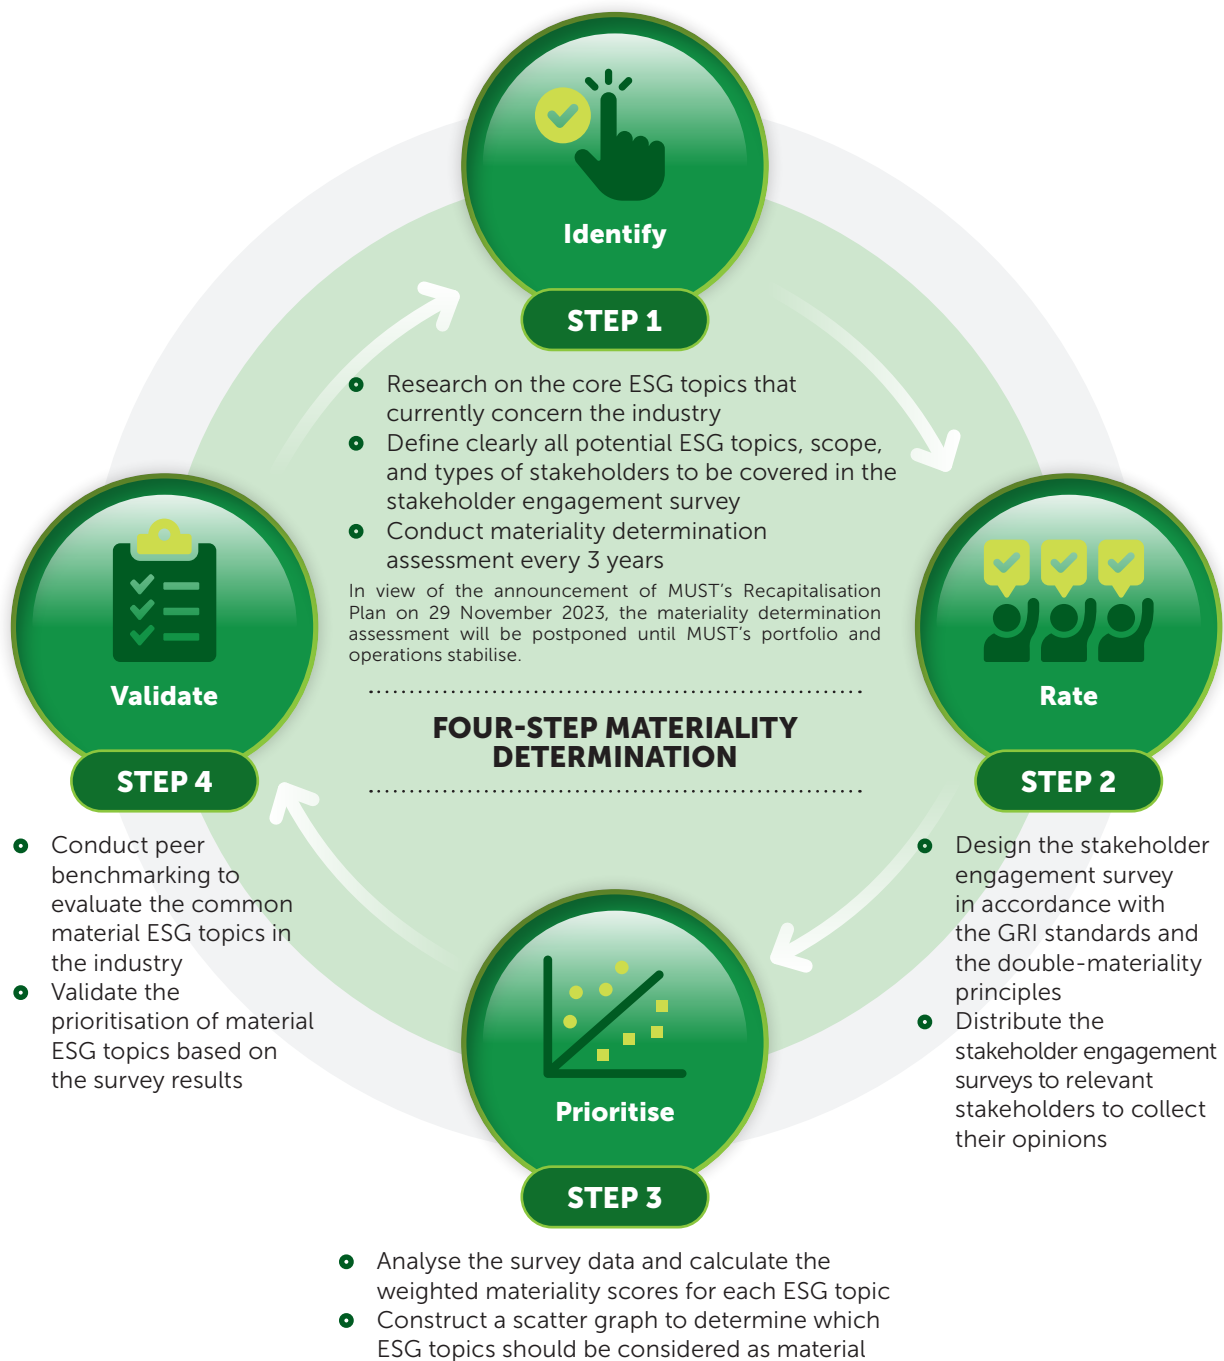 Identify
STEP 1
Research on the core ESG topics that
currently concern the industry
Define clearly all potential ESG topics, scope,
and types of stakeholders to be covered in the
stakeholder engagement survey
Conduct materiality determination
assessment every 3 years
In view of the announcement of MUST's Recapitalisation
Plan on 29 November 2023, the materiality determination
assessment will be postponed until MUST's portfolio and
operations stabilise.
FOUR-STEP MATERIALITY
DETERMINATION
Rate
STEP 2
Design the stakeholder
engagement survey
in accordance with
the GRI standards and
the double-materiality
principles
Distribute the
stakeholder engagement
surveys to relevant
stakeholders to collect
their opinions
Prioritise
STEP 3
Analyse the survey data and calculate the
weighted materiality scores for each ESG topic
Construct a scatter graph to determine which
ESG topics should be considered as material
Validate
STEP 4
Conduct peer
benchmarking to
evaluate the common
material ESG topics in
the industry
Validate the
prioritisation of material
ESG topics based on
the survey results